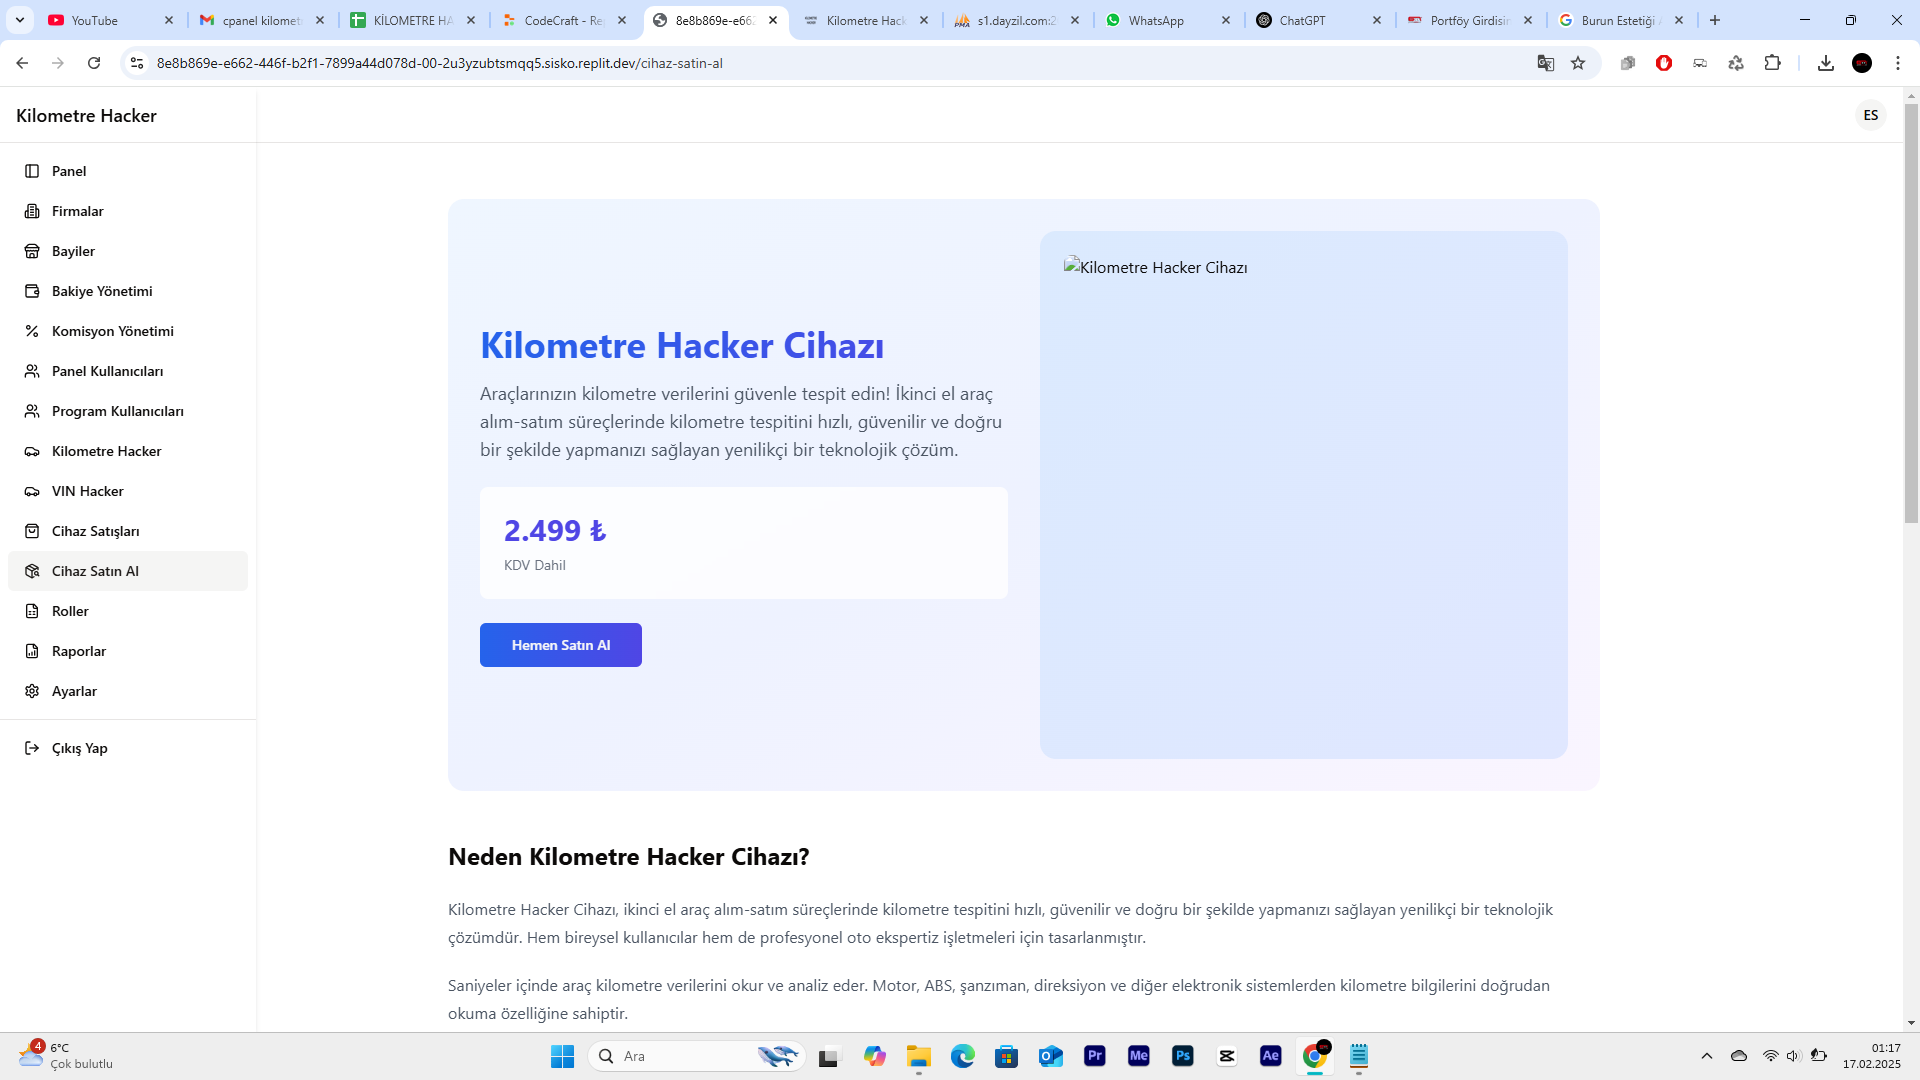 YouTube
cpanel kilomet
KİLOMETRE HA
CodeCraft - Re
8e8b869e-e662
Kilometre Hack
s1.dayzil.com:2
WhatsApp
ChatGPT
Portföy Girdisin
Burun Estetiği A
8e8b869e-e662-446f-b2f1-7899a44d078d-00-2u3yzubtsmqq5.sisko.replit.dev/cihaz-satin-al
Kilometre Hacker
ES
Panel
Firmalar
Bayiler
Bakiye Yönetimi
Komisyon Yönetimi
Panel Kullanıcıları
Program Kullanıcıları
Kilometre Hacker
VIN Hacker
Cihaz Satışları
Cihaz Satın Al
Roller
Raporlar
Ayarlar
Çıkış Yap
Kilometre Hacker Cihazı
Araçlarınızın kilometre verilerini güvenle tespit edin! İkinci el araç
alım-satım süreçlerinde kilometre tespitini hızlı, güvenilir ve doğru
bir şekilde yapmanızı sağlayan yenilikçi bir teknolojik çözüm.
2.499 ₺
KDV Dahil
Hemen Satın Al
Kilometre Hacker Cihazı
Neden Kilometre Hacker Cihazı?
Kilometre Hacker Cihazı, ikinci el araç alım-satım süreçlerinde kilometre tespitini hızlı, güvenilir ve doğru bir şekilde yapmanızı sağlayan yenilikçi bir teknolojik
çözümdür. Hem bireysel kullanıcılar hem de profesyonel oto ekspertiz işletmeleri için tasarlanmıştır.
Saniyeler içinde araç kilometre verilerini okur ve analiz eder. Motor, ABS, şanzıman, direksiyon ve diğer elektronik sistemlerden kilometre bilgilerini doğrudan
okuma özelliğine sahiptir.
4
6°C
Çok bulutlu
Ara
Pr
Me
Ps
Ae
01:17
17.02.2025